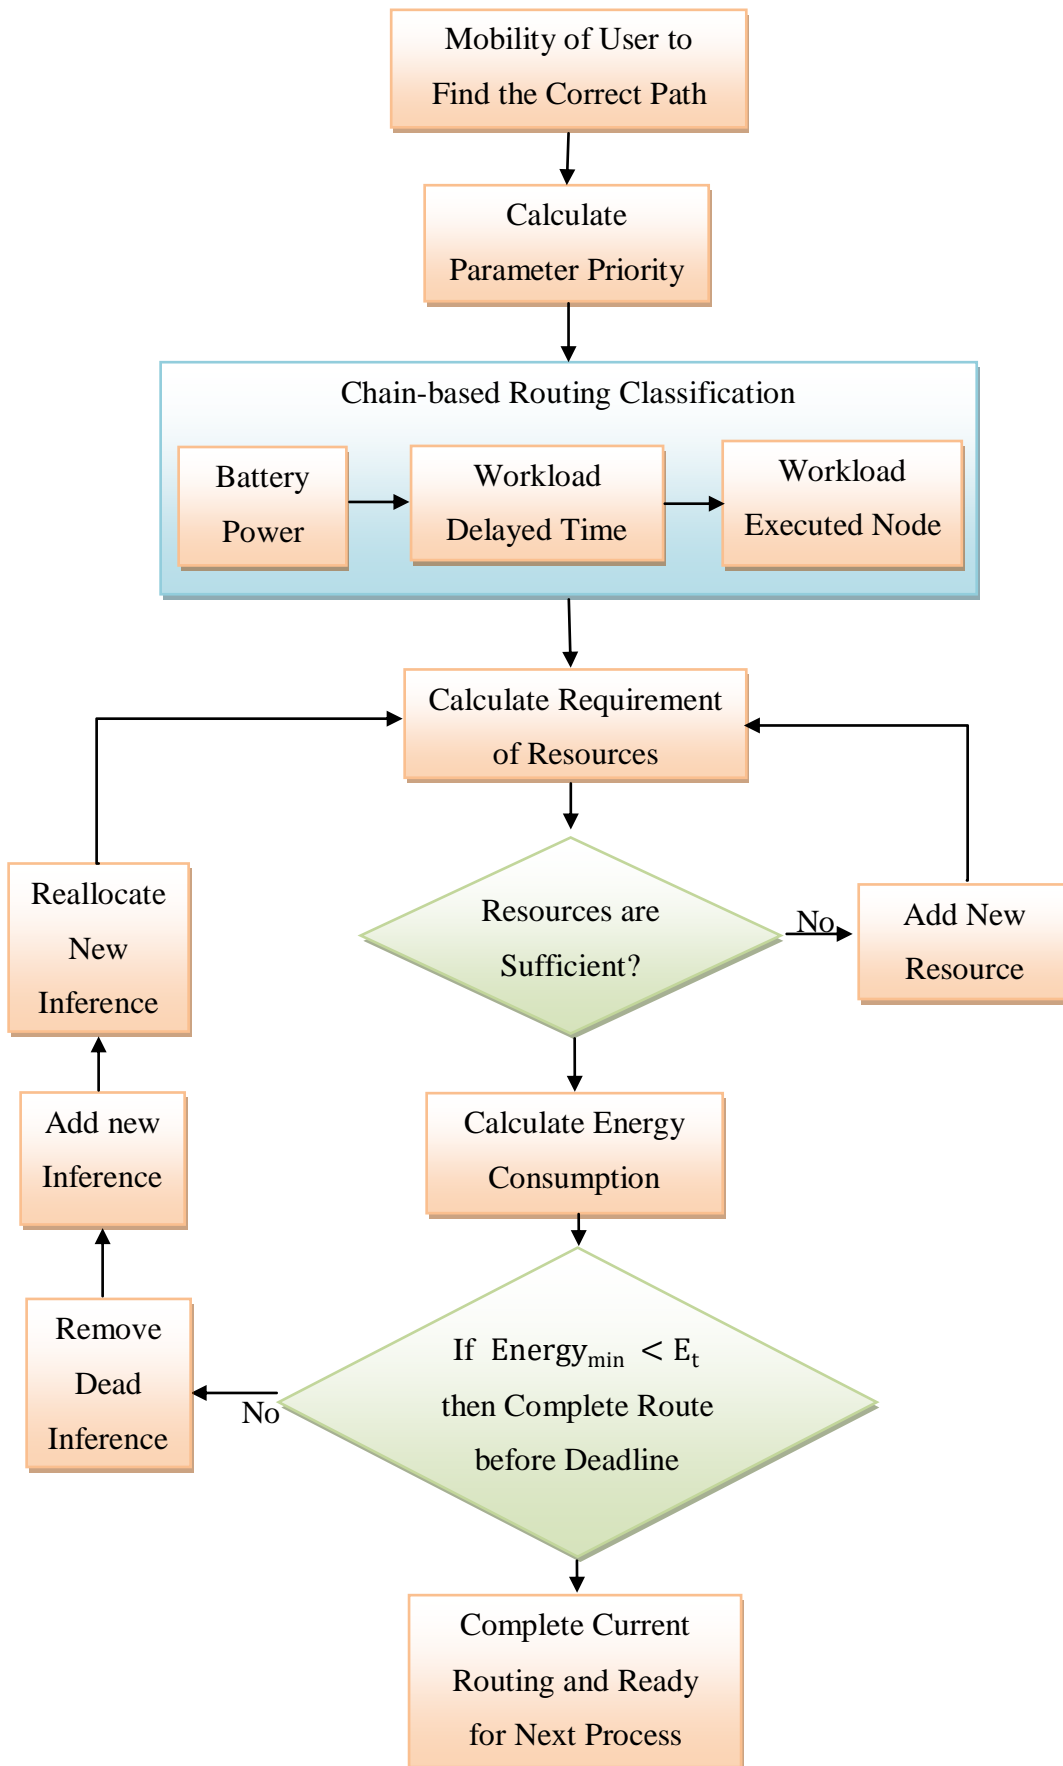 Mobility of User to
Find the Correct Path
Calculate
Parameter Priority
Chain-based Routing Classification
Battery
Power
Workload
Delayed Time
Workload
Executed Node
Calculate Requirement
of Resources
Resources are
Sufficient?
No
Add New
Resource
Reallocate
New
Inference
Add new
Inference
Calculate Energy
Consumption
Remove
Dead
Inference
No
If Energy_min < E_t
then Complete Route
before Deadline
Complete Current
Routing and Ready
for Next Process